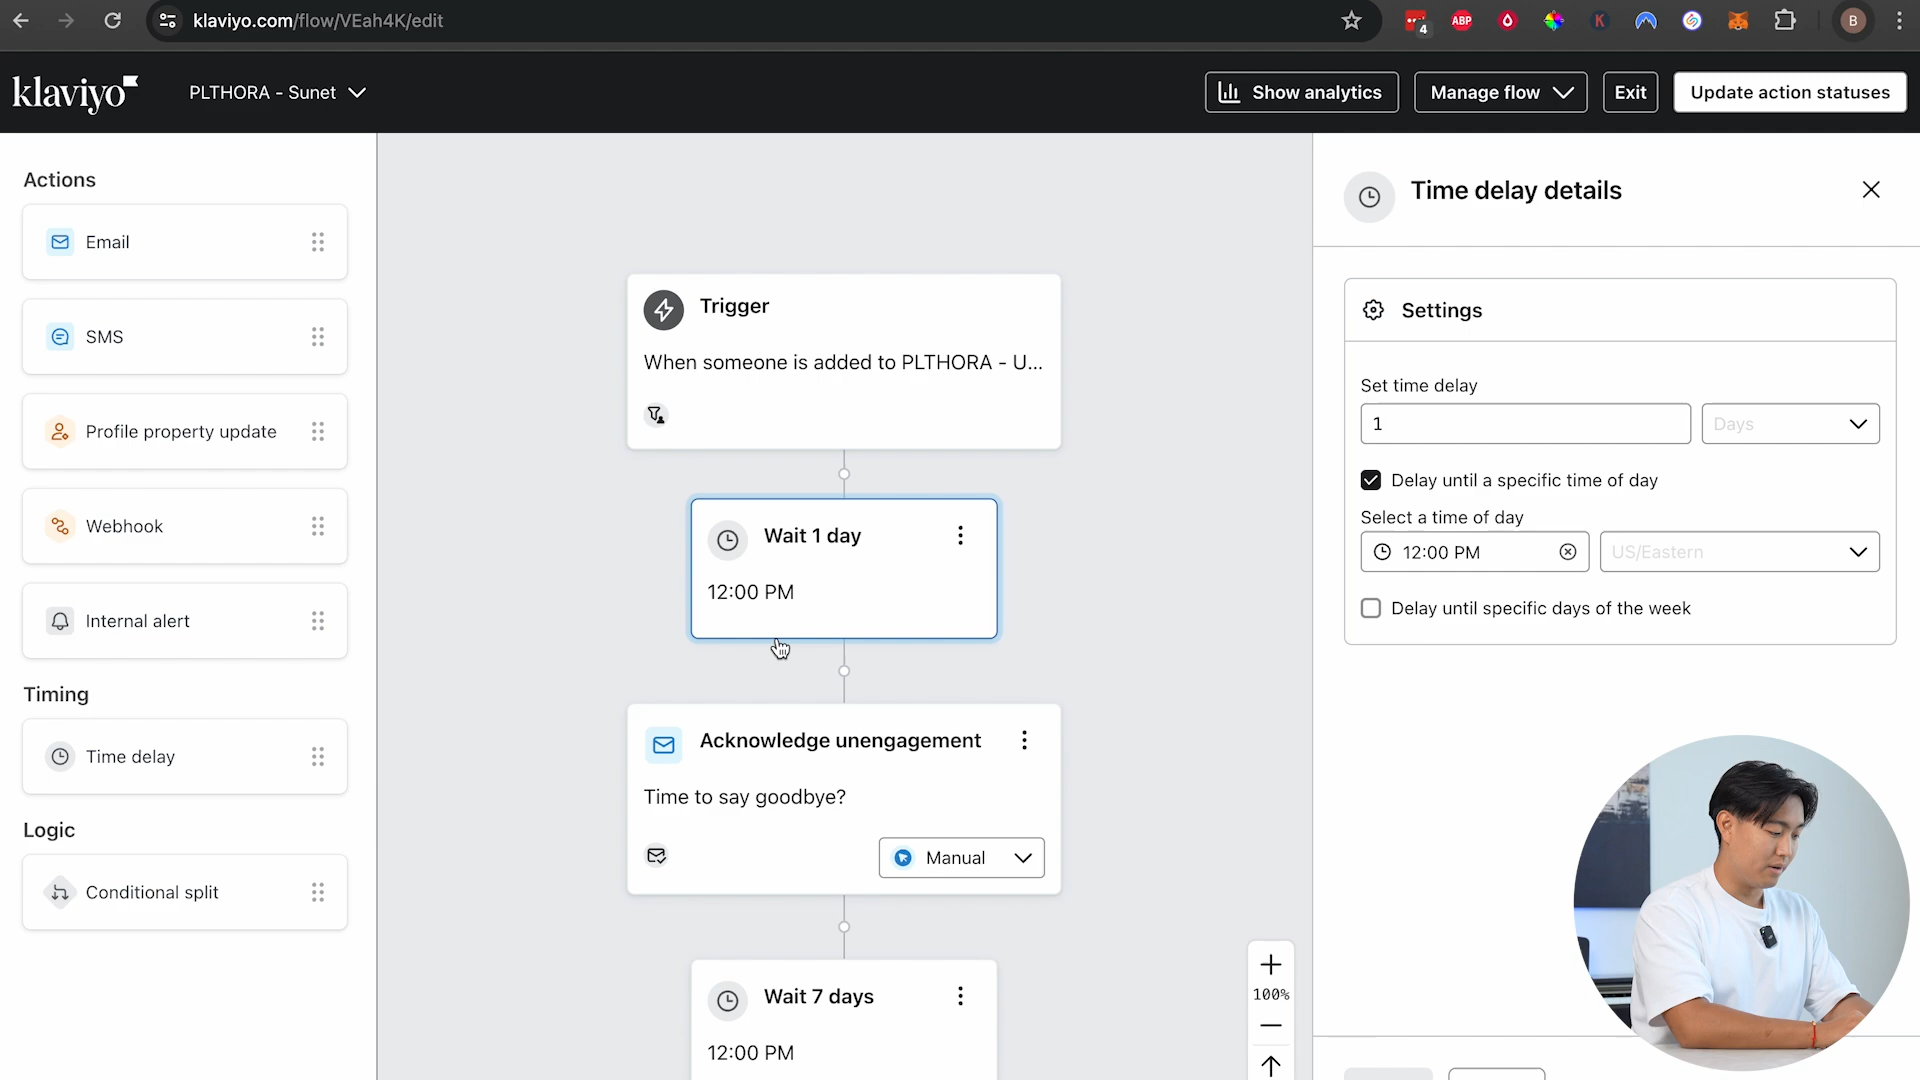 klaviyo.com/flow/VEah4K/edit
4
ABP
K
B
klaviyo
PLTHORA - Sunet
Show analytics
Manage flow
Exit
Update action statuses
Actions
Email
SMS
Profile property update
Webhook
Internal alert
Timing
Time delay
Logic
Conditional split
Trigger
When someone is added to PLTHORA - U...
Wait 1 day
12:00 PM
Acknowledge unengagement
Time to say goodbye?
Manual
Wait 7 days
12:00 PM
100%
Time delay details
Settings
Set time delay
1
Days
Delay until a specific time of day
Select a time of day
12:00 PM
US/Eastern
Delay until specific days of the week